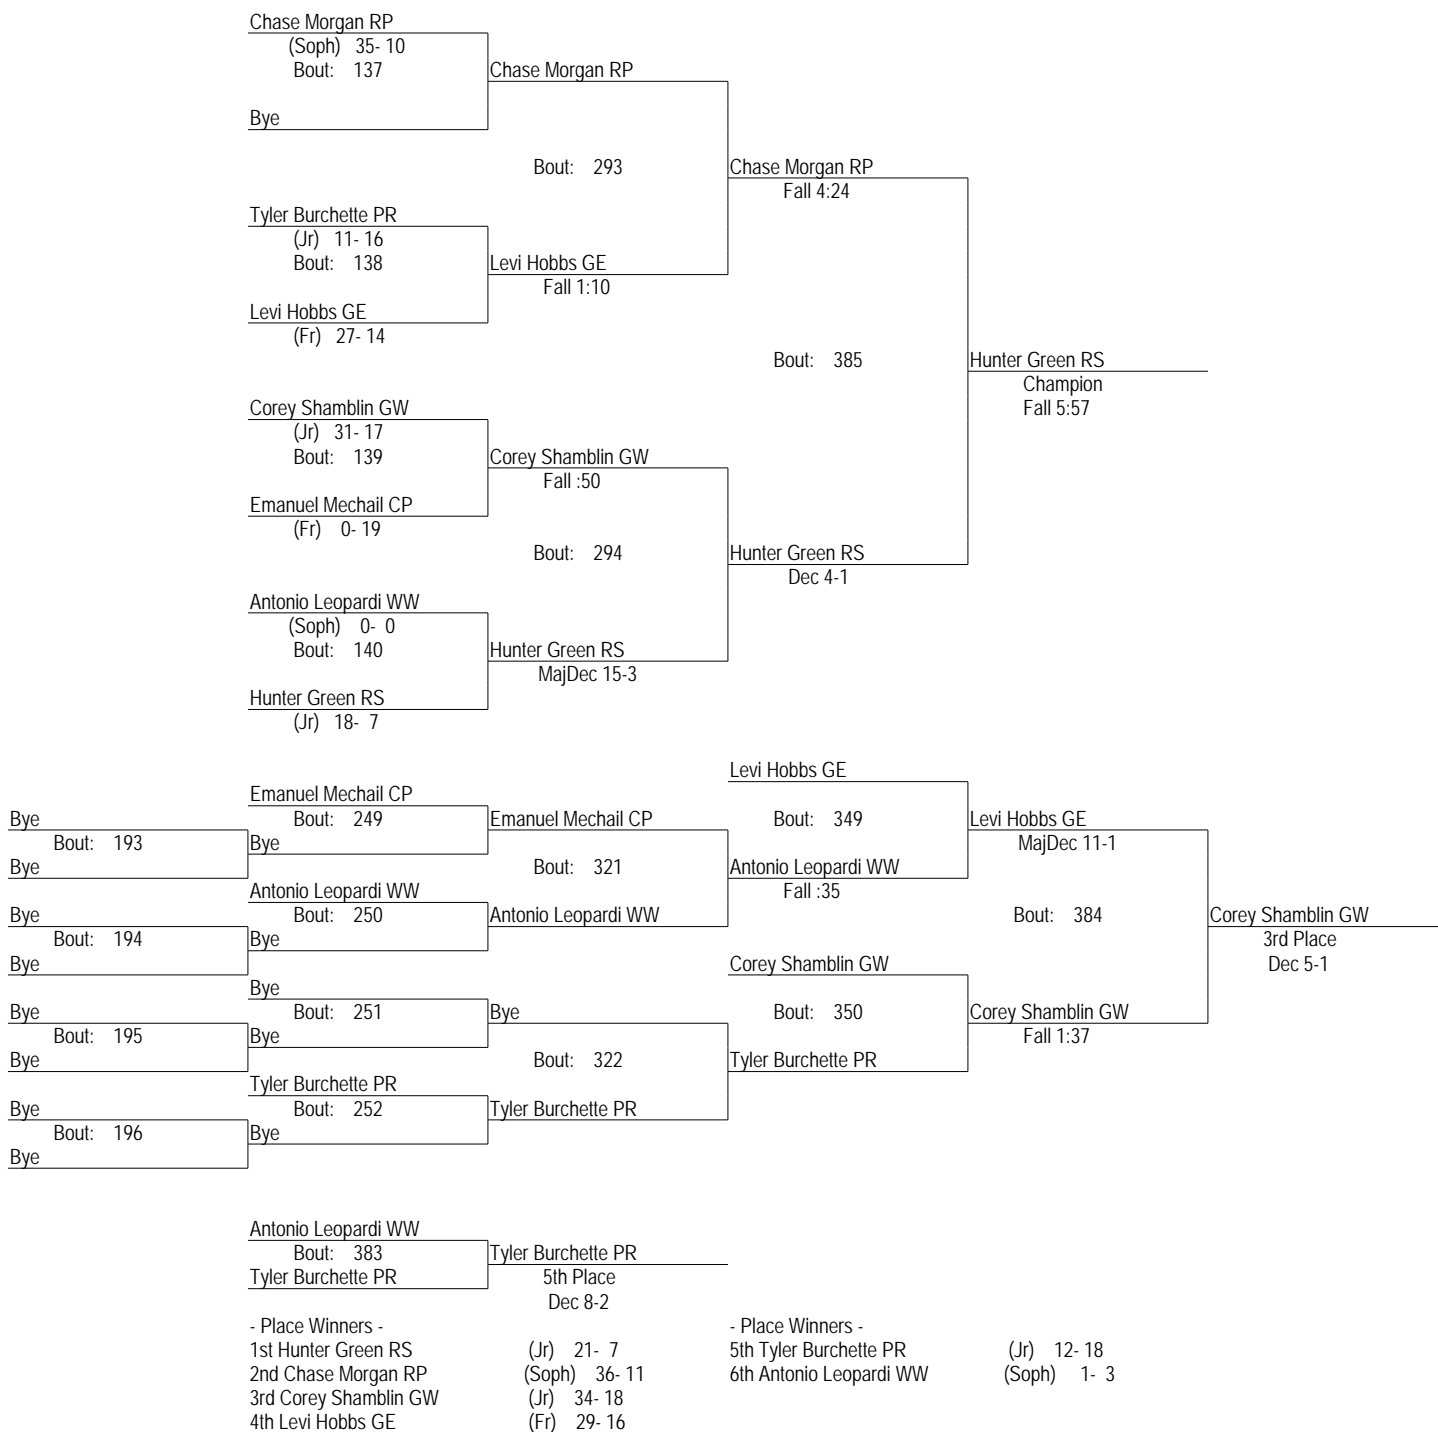 Chase Morgan RP
(Soph) 35- 10
Bout: 137
Chase Morgan RP
Bye
Bout: 293
Chase Morgan RP
Fall 4:24
Tyler Burchette PR
(Jr) 11- 16
Bout: 138
Levi Hobbs GE
Fall 1:10
Levi Hobbs GE
(Fr) 27- 14
Bout: 385
Hunter Green RS
Champion
Fall 5:57
Corey Shamblin GW
(Jr) 31- 17
Bout: 139
Corey Shamblin GW
Fall :50
Emanuel Mechail CP
(Fr) 0- 19
Bout: 294
Hunter Green RS
Dec 4-1
Antonio Leopardi WW
(Soph) 0- 0
Bout: 140
Hunter Green RS
MajDec 15-3
Hunter Green RS
(Jr) 18- 7
Levi Hobbs GE
Emanuel Mechail CP
Bye
Bout: 249
Emanuel Mechail CP
Bout: 349
Levi Hobbs GE
Bout: 193
Bye
MajDec 11-1
Bye
Bout: 321
Antonio Leopardi WW
Antonio Leopardi WW
Fall :35
Bye
Bout: 250
Antonio Leopardi WW
Bout: 384
Corey Shamblin GW
Bout: 194
Bye
3rd Place
Bye
Corey Shamblin GW
Dec 5-1
Bye
Bye
Bout: 251
Bye
Bout: 350
Corey Shamblin GW
Bout: 195
Bye
Fall 1:37
Bye
Bout: 322
Tyler Burchette PR
Tyler Burchette PR
Bye
Bout: 252
Tyler Burchette PR
Bout: 196
Bye
Bye
Antonio Leopardi WW
Bout: 383
Tyler Burchette PR
Tyler Burchette PR
5th Place
Dec 8-2
- Place Winners -
1st Hunter Green RS (Jr) 21- 7
2nd Chase Morgan RP (Soph) 36- 11
3rd Corey Shamblin GW (Jr) 34- 18
4th Levi Hobbs GE (Fr) 29- 16
- Place Winners -
5th Tyler Burchette PR (Jr) 12- 18
6th Antonio Leopardi WW (Soph) 1- 3